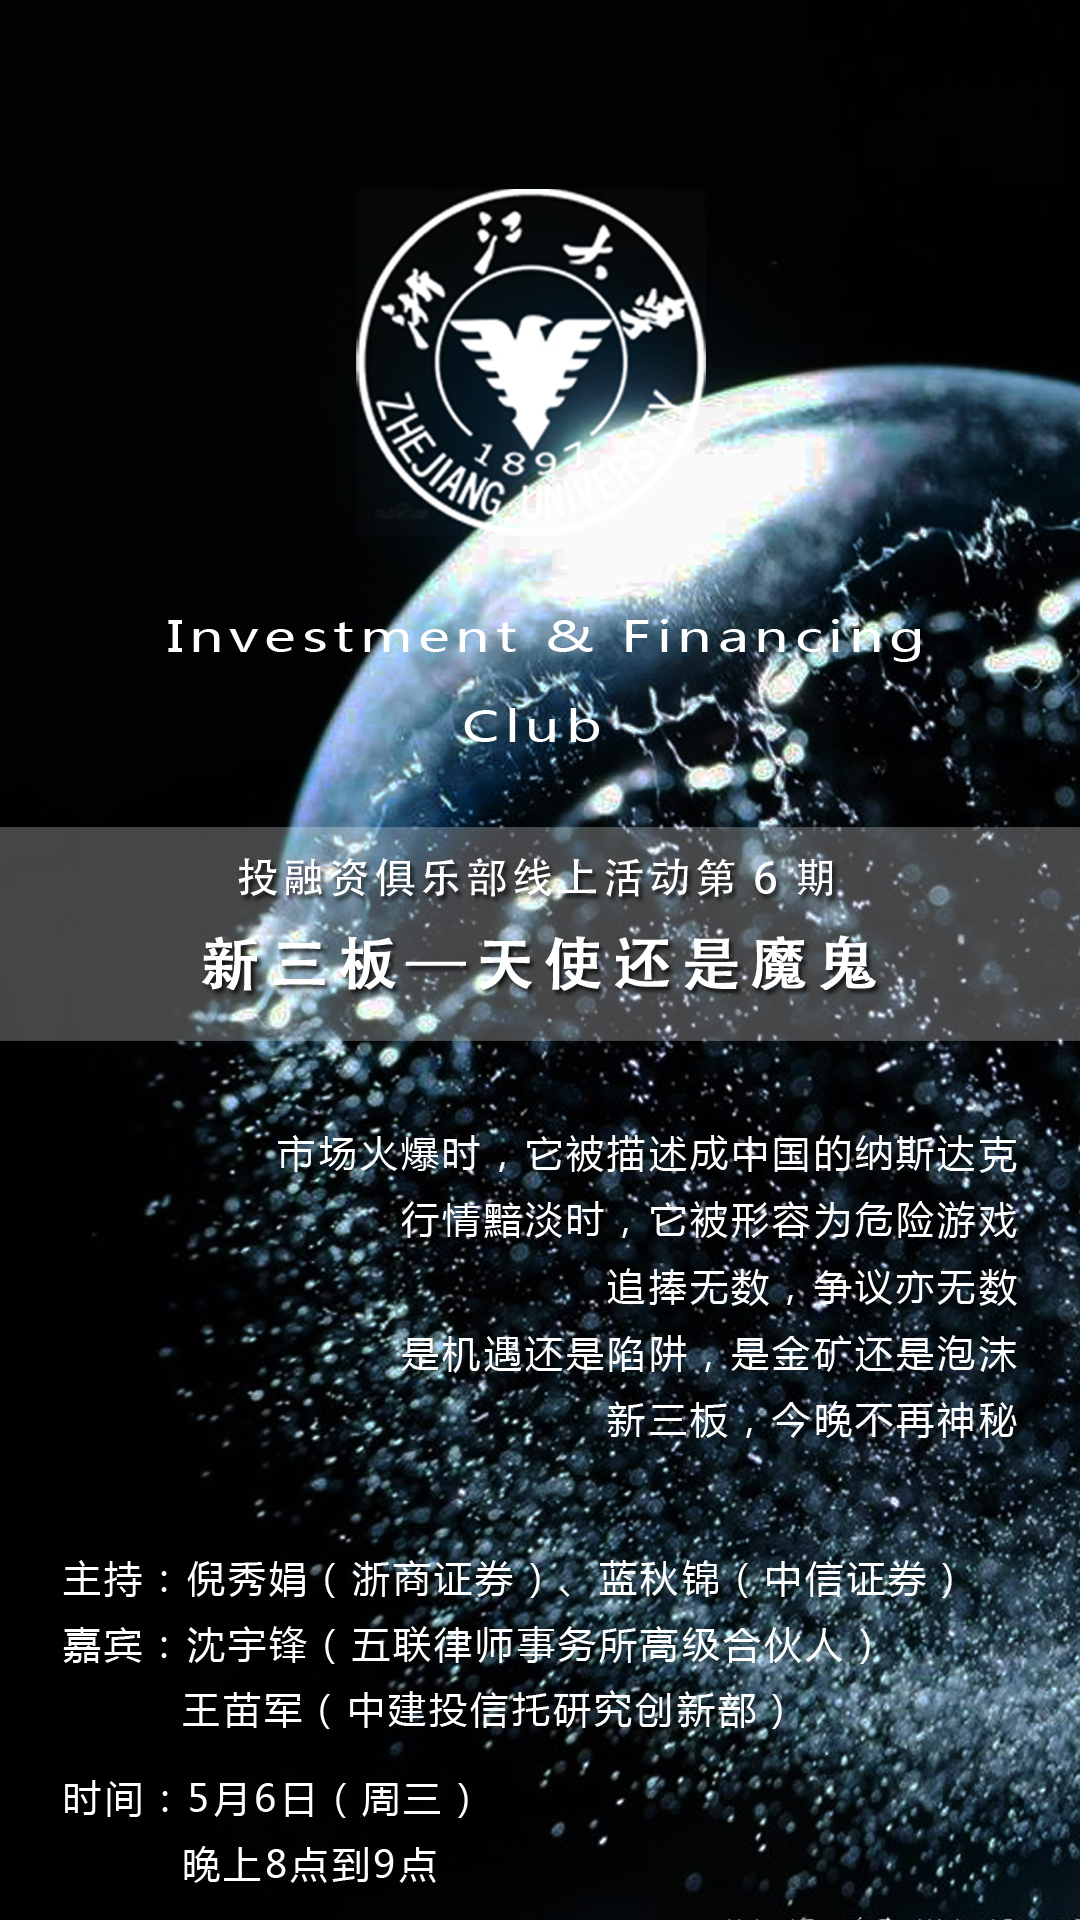 浙江大学
1897
ZHEJIANG UNIVERSITY
Investment & Financing
Club
投融资俱乐部线上活动第 6 期
新三板—天使还是魔鬼
市场火爆时，它被描述成中国的纳斯达克
行情黯淡时，它被形容为危险游戏
追捧无数，争议亦无数
是机遇还是陷阱，是金矿还是泡沫
新三板，今晚不再神秘
主持：倪秀娟（浙商证券）、蓝秋锦（中信证券）
嘉宾：沈宇锋（五联律师事务所高级合伙人）
王苗军（中建投信托研究创新部）
时间：5月6日（周三）
晚上8点到9点